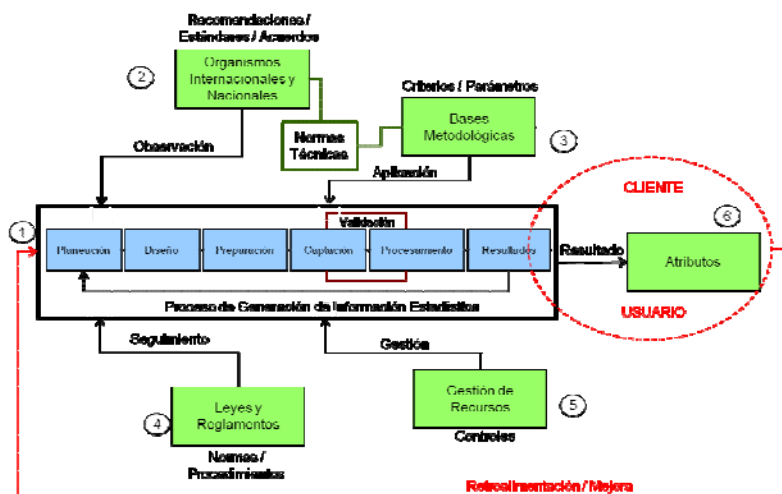 Recomendaciones /
Estándares / Acuerdos
2
Organismos
Internacionales y
Nacionales
Criterios / Parámetros
Bases
Metodológicas
3
Normas
Técnicas
Observación
Aplicación
CLIENTE
1
6
Validación
Planeución
Diseño
Preparación
Captación
Procesamiento
Resultados
Resultado
Atributos
Proceso de Generación de Información Estadística
USUARIO
Seguimiento
Gestión
4
Leyes y
Reglamentos
Gestión de
Recursos
5
Normas /
Procedimientos
Controles
Retroalimentación / Mejora